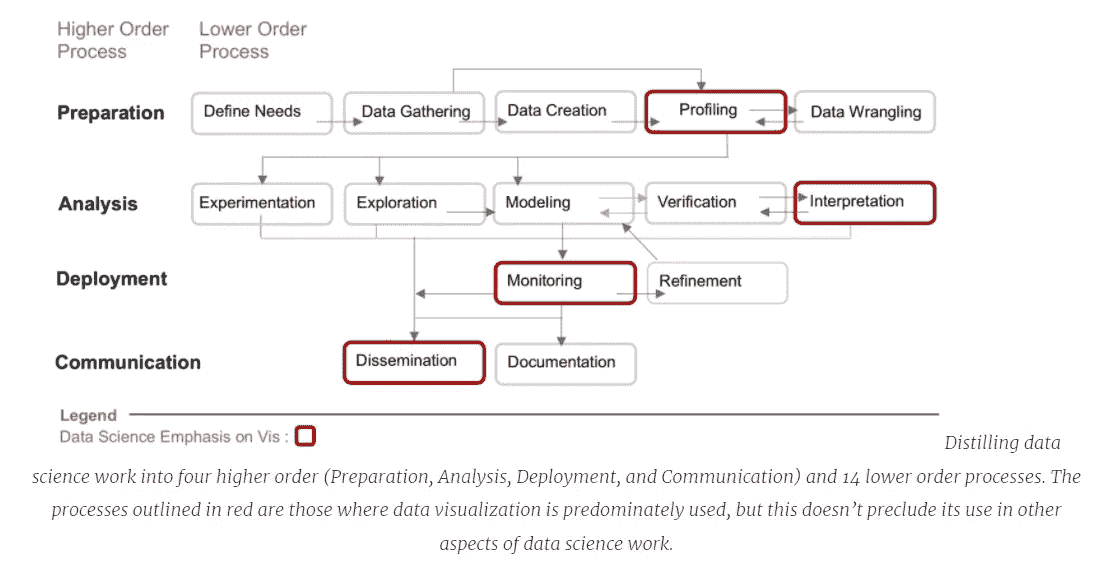 Higher Order Lower Order
Process Process
Preparation Define Needs Data Gathering Data Creation Profiling Data Wrangling
Analysis Experimentation Exploration Modeling Verification Interpretation
Deployment Monitoring Refinement
Communication Dissemination Documentation
Legend
Data Science Emphasis on Vis :
Distilling data
science work into four higher order (Preparation, Analysis, Deployment, and Communication) and 14 lower order processes. The
processes outlined in red are those where data visualization is predominately used, but this doesn’t preclude its use in other
aspects of data science work.